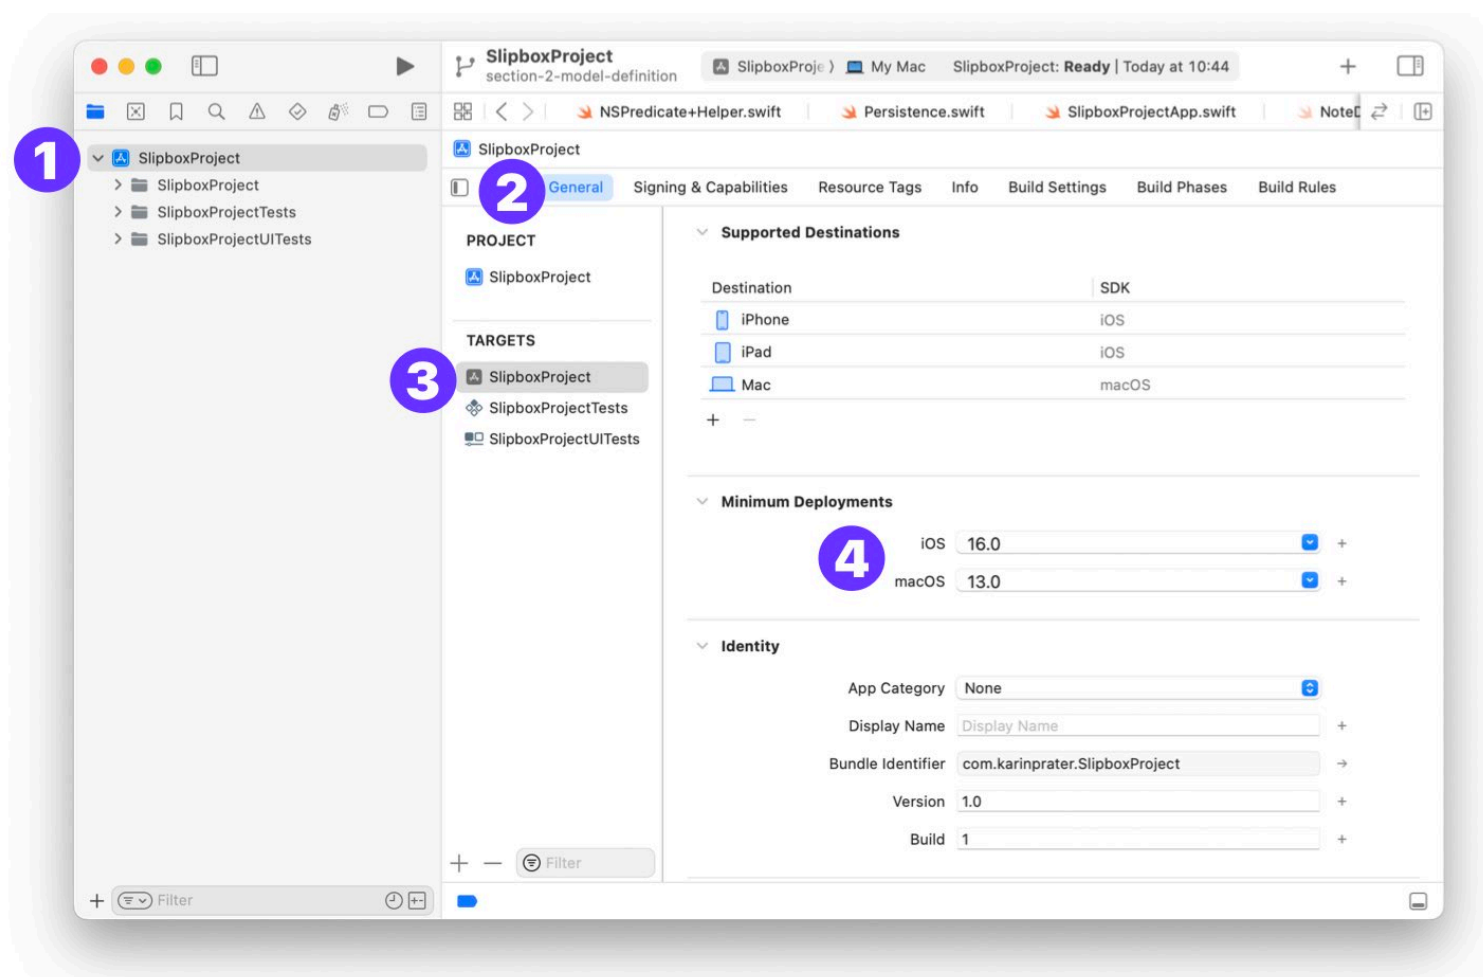 SlipboxProject
section-2-model-definition
SlipboxProje
My Mac
SlipboxProject: Ready | Today at 10:44
NSPredicate+Helper.swift
Persistence.swift
SlipboxProjectApp.swift
1
SlipboxProject
SlipboxProject
SlipboxProjectTests
SlipboxProjectUITests
SlipboxProject
2
General
Signing & Capabilities
Resource Tags
Info
Build Settings
Build Phases
Build Rules
PROJECT
SlipboxProject
TARGETS
3
SlipboxProject
SlipboxProjectTests
SlipboxProjectUITests
Supported Destinations
Destination SDK
iPhone iOS
iPad iOS
Mac macOS
Minimum Deployments
4
iOS 16.0
macOS 13.0
Identity
App Category None
Display Name Display Name
Bundle Identifier com.karinprater.SlipboxProject
Version 1.0
Build 1
Filter
Filter